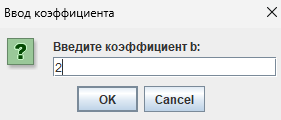 Ввод коэффициента
Введите коэффициент b:
2
OK Cancel